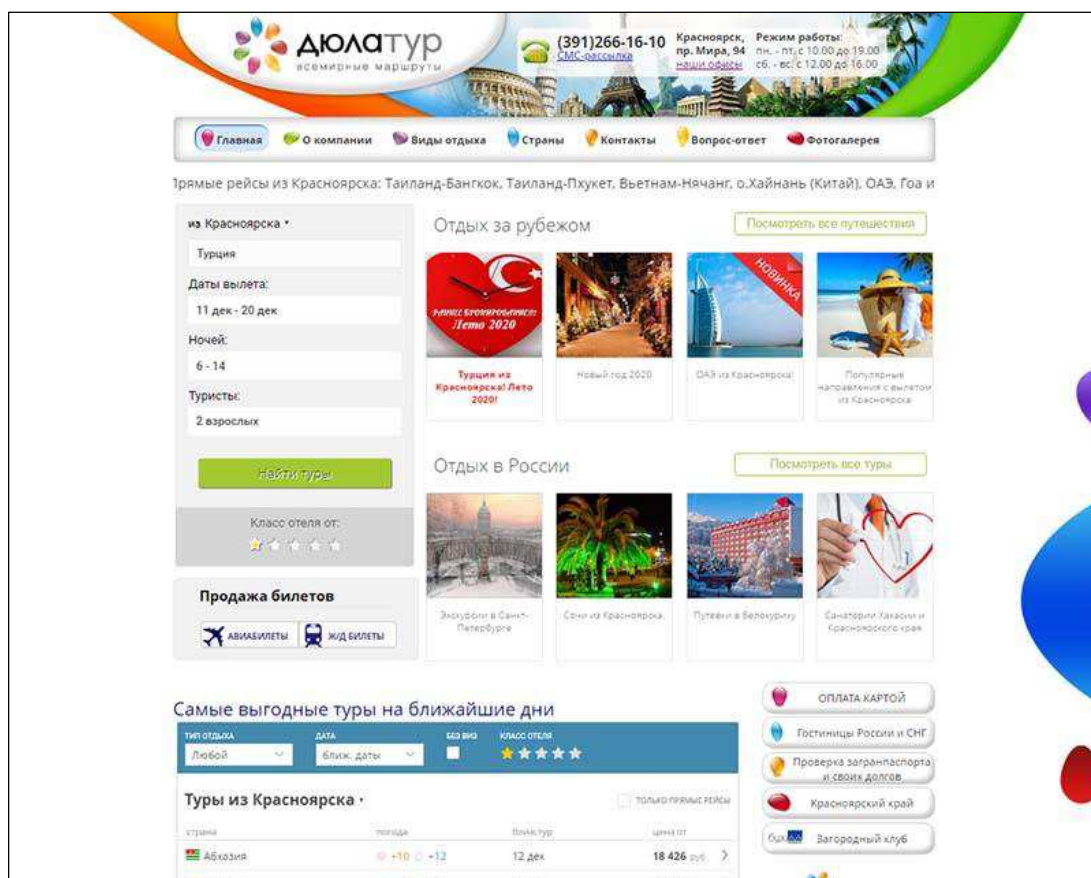 дюлатур
всемирные маршруты
(391)266-16-10
СМС-рассылка
Красноярск,
пр. Мира, 94
наши офисы
Режим работы:
пн. - пт. с 10.00 до 19.00
сб. - вс. с 12.00 до 16.00
Главная
О компании
Виды отдыха
Страны
Контакты
Вопрос-ответ
Фотогалерея
Прямые рейсы из Красноярска: Таиланд-Бангкок, Таиланд-Пхукет, Вьетнам-Нячанг, о.Хайнань (Китай), ОАЭ, Гоа и
из Красноярска
Турция
Даты вылета:
11 дек - 20 дек
Ночей:
6 - 14
Туристы:
2 взрослых
Найти туры
Класс отеля от:
Продажа билетов
АВИАБИЛЕТЫ
Ж/Д БИЛЕТЫ
Отдых за рубежом
Посмотреть все путешествия
РАННЕЕ БРОНИРОВАНИЕ!
Лето 2020
НОВИНКА
Турция из
Красноярска! Лето
2020!
Новый год 2020
ОАЭ из Красноярска!
Популярные
направления с вылетом
из Красноярска
Отдых в России
Посмотреть все туры
Экскурсии в Санкт-
Петербурге
Сочи из Красноярска
Путевки в Белокуриху
Санатории Хакасии и
Красноярского края
Самые выгодные туры на ближайшие дни
ТИП ОТДЫХА
Любой
ДАТА
ближ. даты
БЕЗ ВИЗ
КЛАСС ОТЕЛЯ
Туры из Красноярска
ТОЛЬКО ПРЯМЫЕ РЕЙСЫ
страна
погода
ближ. тур
цена от
Абхазия
+10
+12
12 дек
18 426 руб
ОПЛАТА КАРТОЙ
Гостиницы России и СНГ
Проверка загранпаспорта
и своих долгов
Красноярский край
Загородный клуб